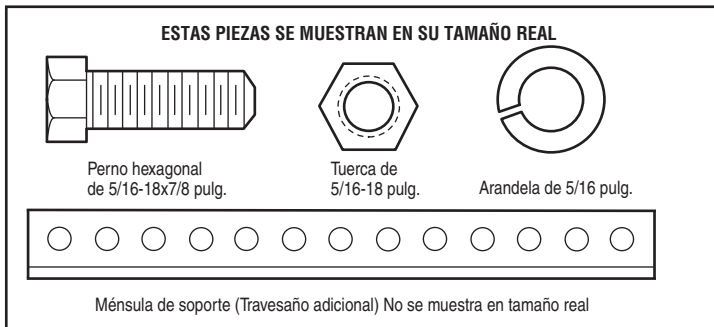 ESTAS PIEZAS SE MUESTRAN EN SU TAMAÑO REAL
Perno hexagonal
de 5/16-18x7/8 pulg.
Tuerca de
5/16-18 pulg.
Arandela de 5/16 pulg.
Ménsula de soporte (Travesaño adicional) No se muestra en tamaño real